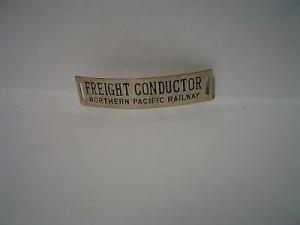 FREIGHT CONDUCTOR
NORTHERN PACIFIC RAILWAY